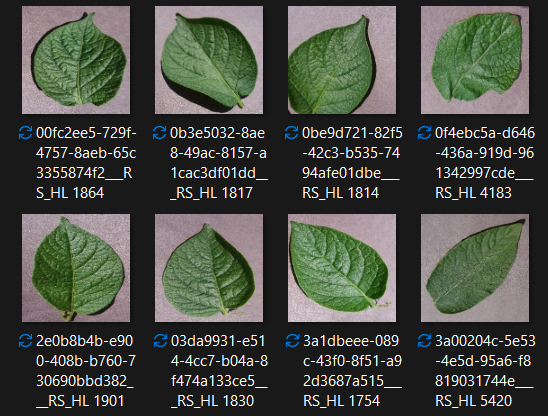 00fc2ee5-729f-
4757-8aeb-65c
3355874f2___R
S_HL 1864
0b3e5032-8ae
8-49ac-8157-a
1cac3df01dd__
_RS_HL 1817
0be9d721-82f5
-42c3-b535-74
94afe01dbe___
RS_HL 1814
0f4ebc5a-d646
-436a-919d-96
1342997cde___
RS_HL 4183
2e0b8b4b-e90
0-408b-b760-7
30690bbd382_
__RS_HL 1901
03da9931-e51
4-4cc7-b04a-8
f474a133ce5__
_RS_HL 1830
3a1dbeee-089
c-43f0-8f51-a9
2d3687a515___
RS_HL 1754
3a00204c-5e53
-4e5d-95a6-f8
819031744e___
RS_HL 5420